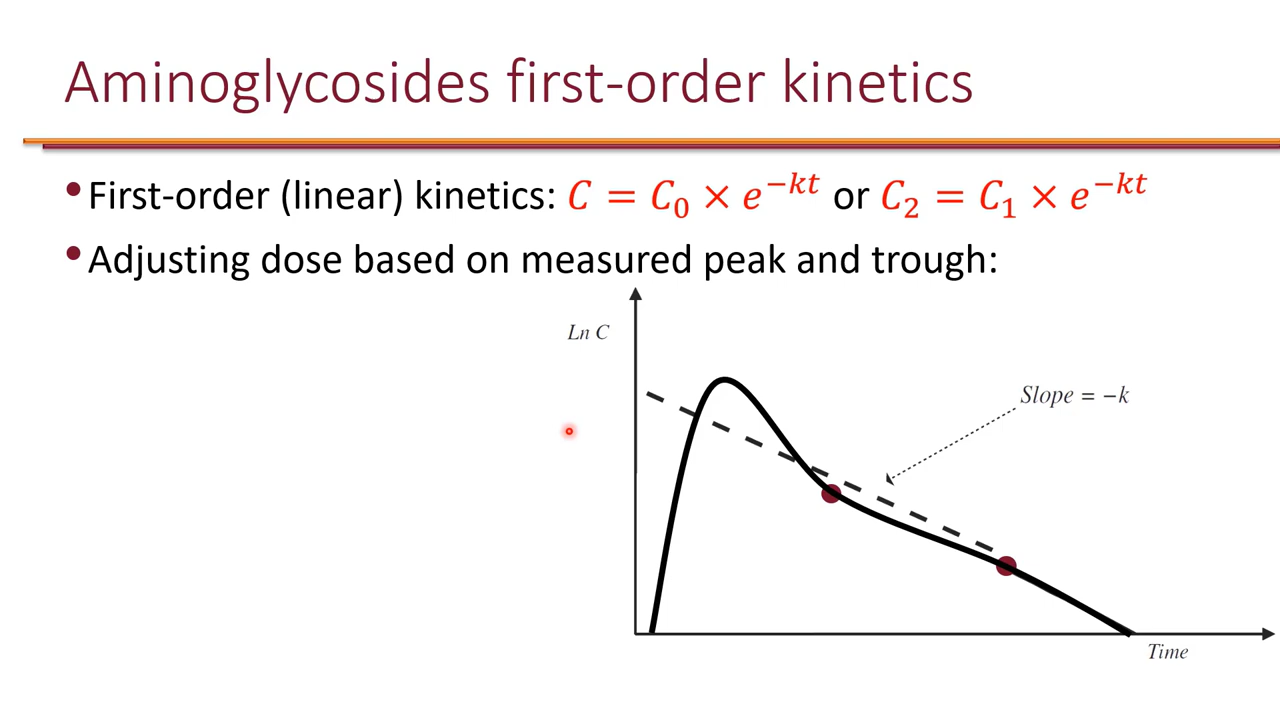 Aminoglycosides first-order kinetics
•First-order (linear) kinetics: C = C₀ × e^{−kt} or C₂ = C₁ × e^{−kt}
•Adjusting dose based on measured peak and trough:
Ln C
Slope = −k
Time